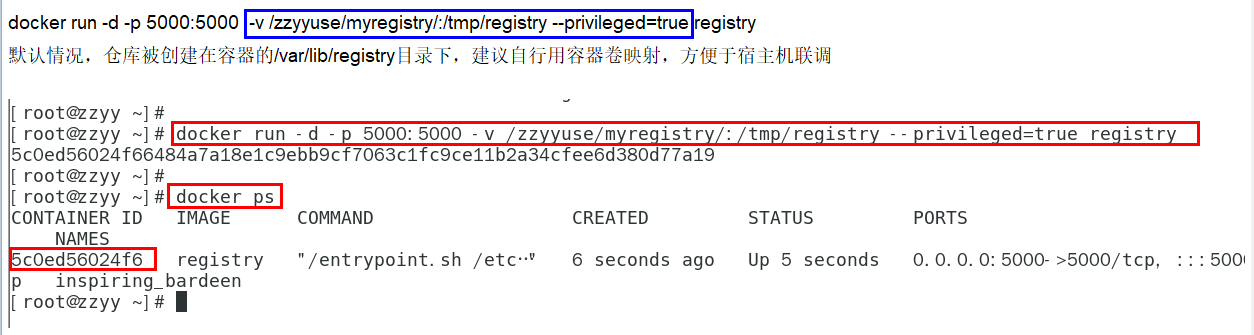 docker run -d -p 5000:5000 -v /zzyyuse/myregistry/:/tmp/registry --privileged=true registry
默认情况，仓库被创建在容器的/var/lib/registry目录下，建议自行用容器卷映射，方便于宿主机联调
[root@zzyy ~]#
[root@zzyy ~]# docker run -d -p 5000:5000 -v /zzyyuse/myregistry/:/tmp/registry --privileged=true registry
5c0ed56024f66484a7a18e1c9ebb9cf7063c1fc9ce11b2a34cfee6d380d77a19
[root@zzyy ~]#
[root@zzyy ~]# docker ps
CONTAINER ID IMAGE COMMAND CREATED STATUS PORTS
NAMES
5c0ed56024f6 registry "/entrypoint.sh /etc…" 6 seconds ago Up 5 seconds 0.0.0.0:5000->5000/tcp, :::5000
p inspiring_bardeen
[root@zzyy ~]#